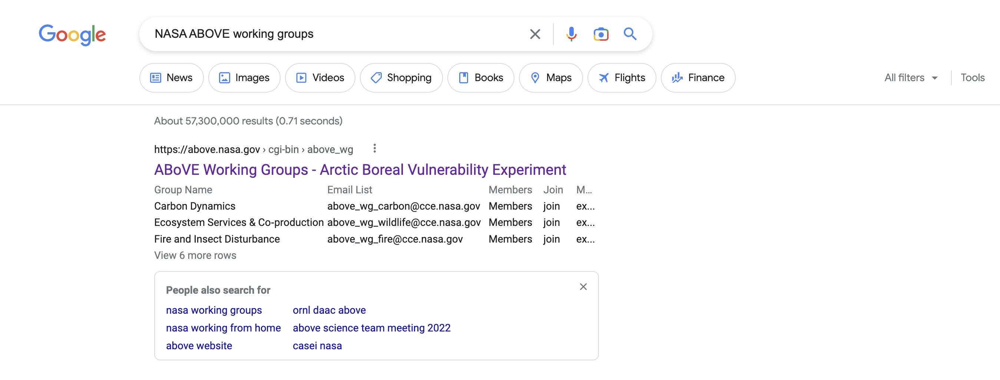 Google
NASA ABOVE working groups
News Images Videos Shopping Books Maps Flights Finance All filters Tools
About 57,300,000 results (0.71 seconds)
https://above.nasa.gov › cgi-bin › above_wg
ABoVE Working Groups - Arctic Boreal Vulnerability Experiment
Group Name Email List Members Join M...
Carbon Dynamics above_wg_carbon@cce.nasa.gov Members join ex...
Ecosystem Services & Co-production above_wg_wildlife@cce.nasa.gov Members join ex...
Fire and Insect Disturbance above_wg_fire@cce.nasa.gov Members join ex...
View 6 more rows
People also search for
nasa working groups ornl daac above
nasa working from home above science team meeting 2022
above website casei nasa